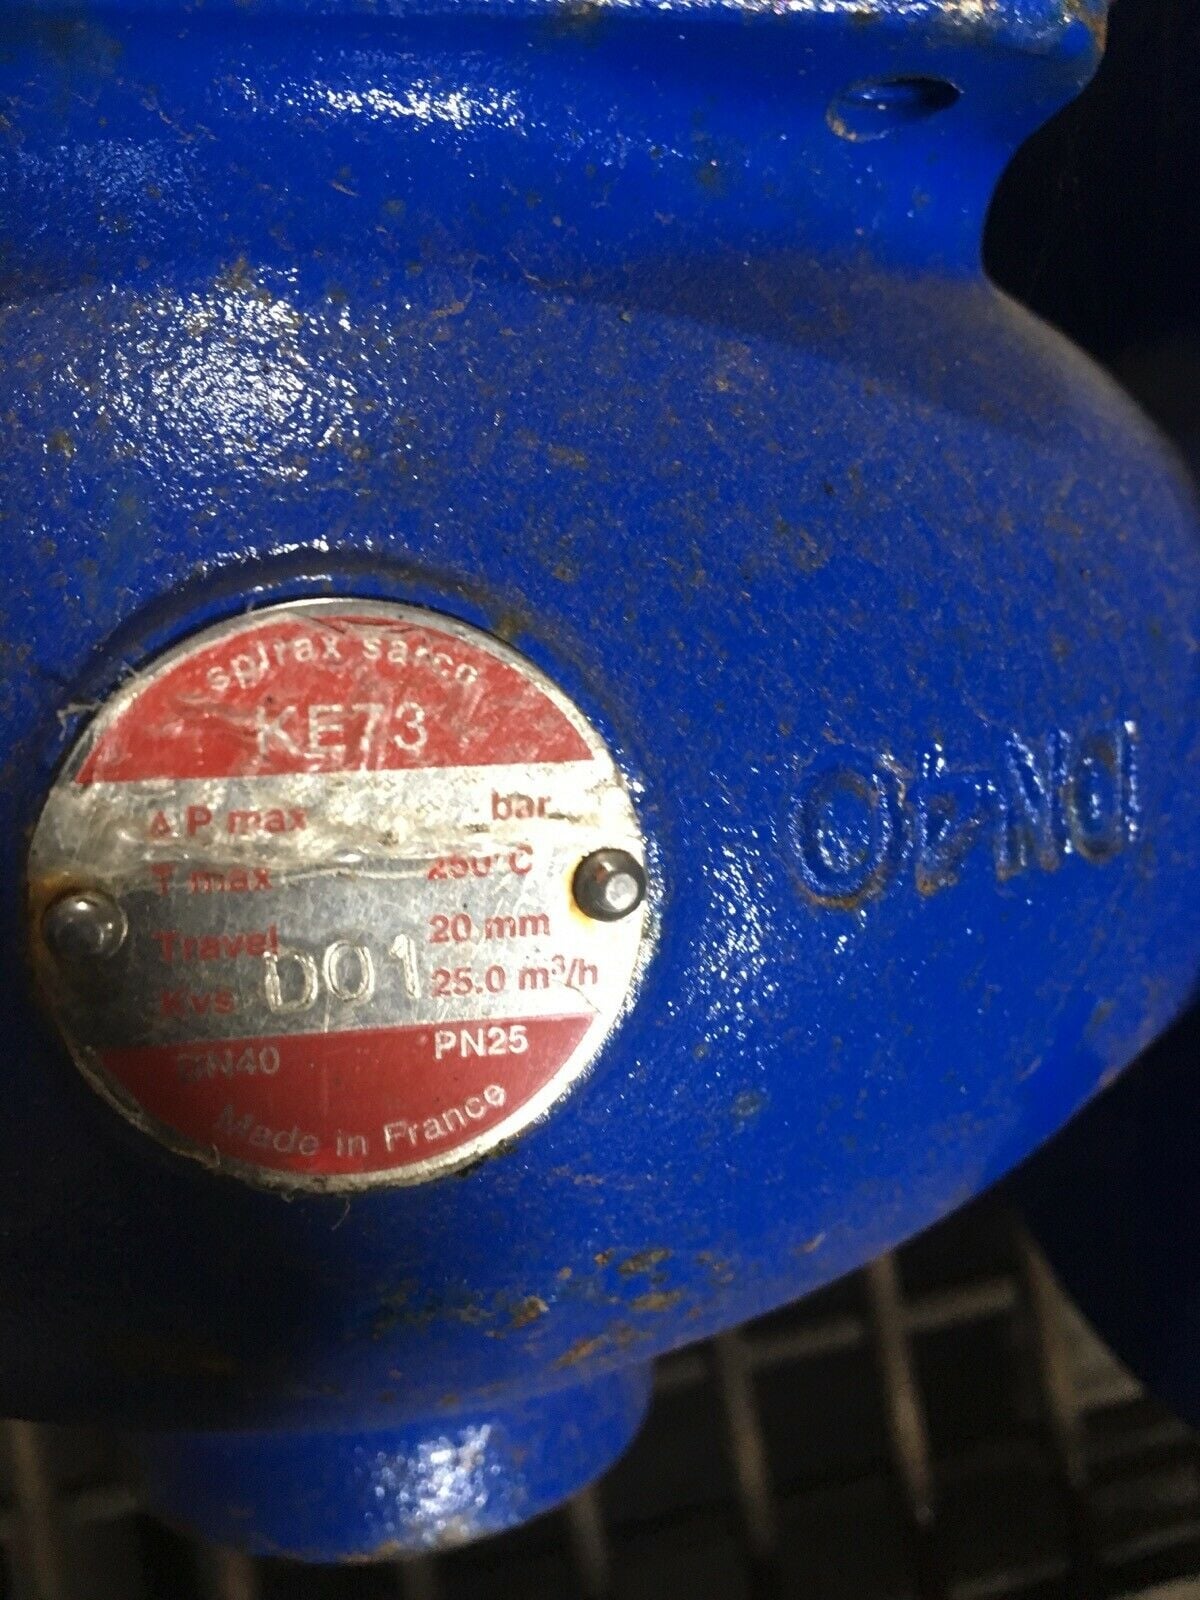 spirax sarco
KE73
Δ P max bar
T max 250°C
Travel 20 mm
Kvs D01 25.0 m³/h
DN40 PN25
Made in France
PN40